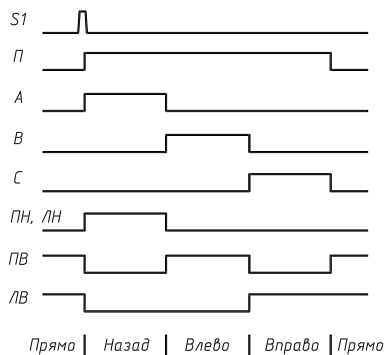 S1
П
А
В
С
ПН, ЛН
ПВ
ЛВ
Прямо Назад Влево Вправо Прямо